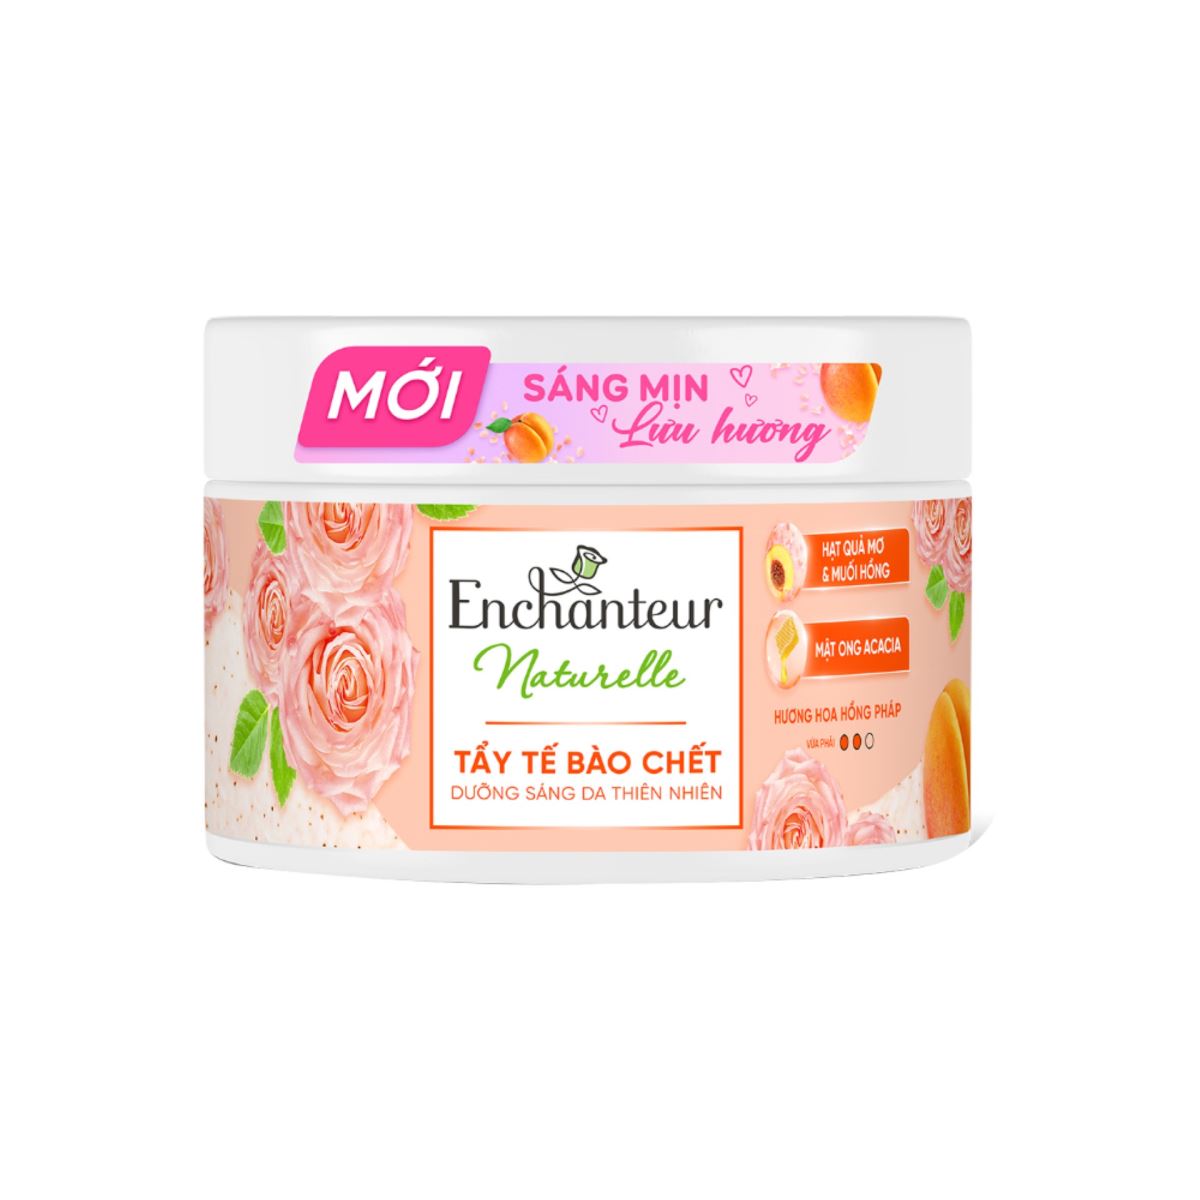 MỚI
SÁNG MỊN
Lưu hương
Enchanteur
Naturelle
TẨY TẾ BÀO CHẾT
DƯỠNG SÁNG DA THIÊN NHIÊN
HẠT QUẢ MƠ
& MUỐI HỒNG
MẬT ONG ACACIA
HƯƠNG HOA HỒNG PHÁP
VỪA PHẢI